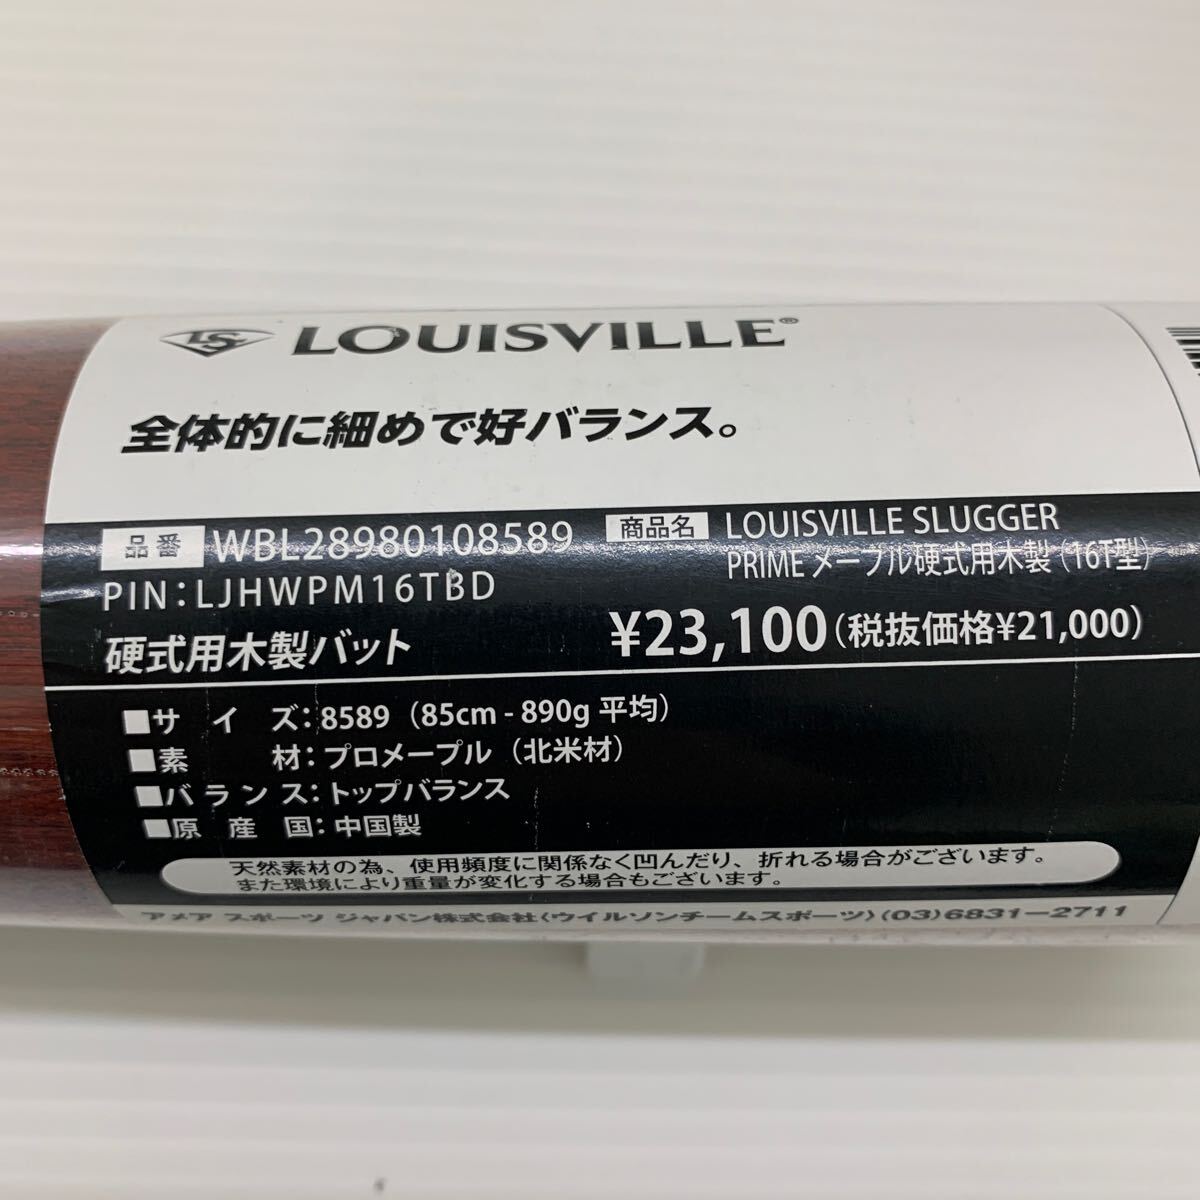 LS LOUISVILLE®
全体的に細めで好バランス。
品番 WBL28980108589
PIN:LJHWPM16TBD
硬式用木製バット
商品名 LOUISVILLE SLUGGER
PRIME メープル硬式用木製(16T型)
¥23,100(税抜価格¥21,000)
■サイズ:8589(85cm-890g 平均)
■素材:プロメープル(北米材)
■バランス:トップバランス
■原産国:中国製
天然素材の為、使用頻度に関係なく凹んだり、折れる場合がございます。
また環境により重量が変化する場合もございます。
アメア スポーツ ジャパン株式会社〈ウイルソンチームスポーツ〉(03)6831-2711